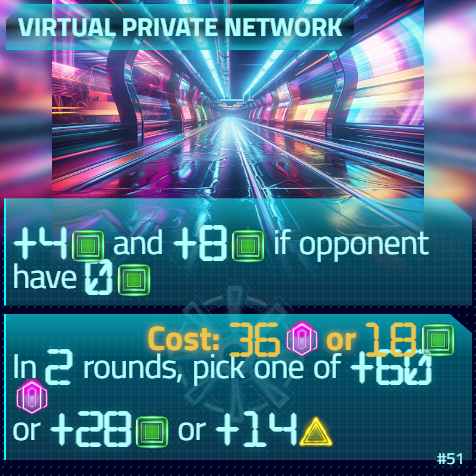 VIRTUAL PRIVATE NETWORK
+4 and +8 if opponent
have 0
Cost: 36 or 18
In 2 rounds, pick one of +60
or +28 or +14
#51